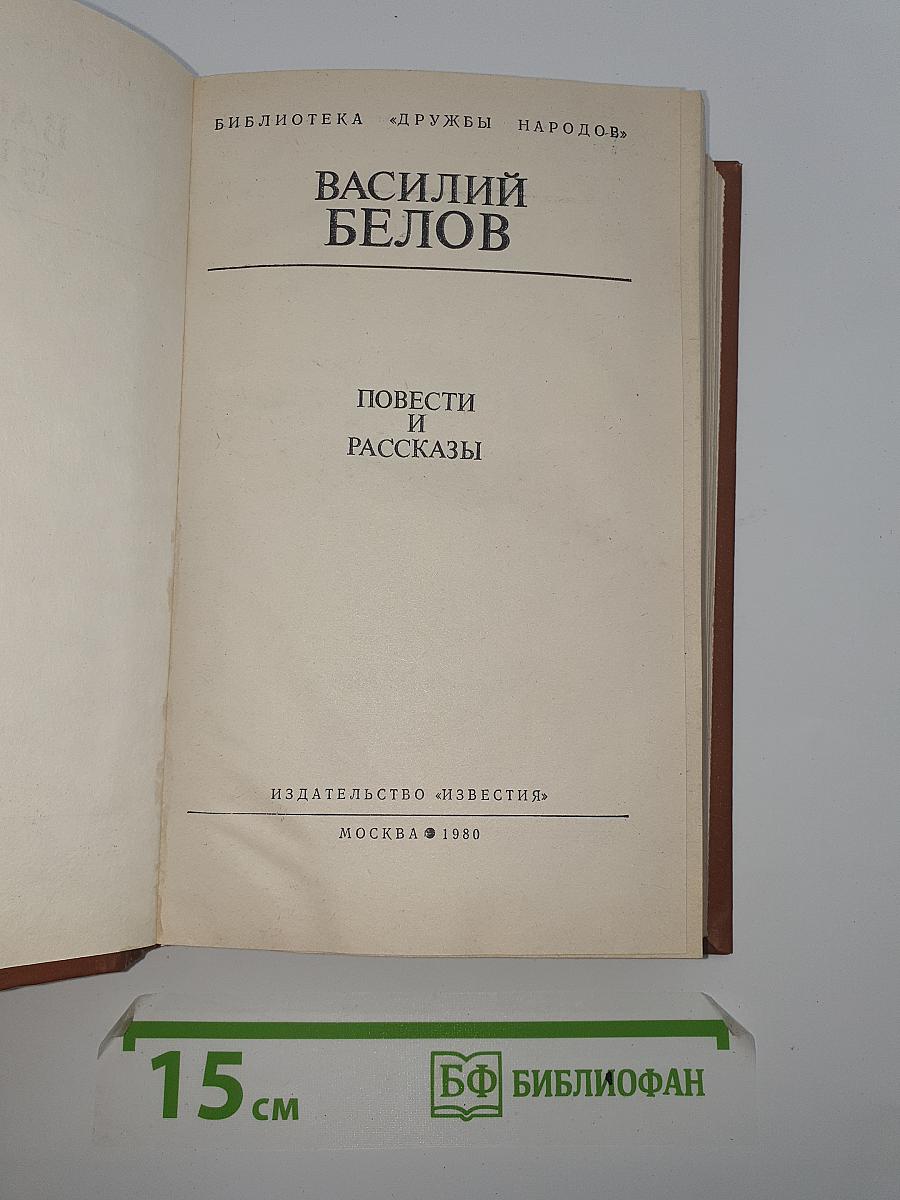 БИБЛИОТЕКА «ДРУЖБЫ НАРОДОВ»
ВАСИЛИЙ
БЕЛОВ
ПОВЕСТИ
И
РАССКАЗЫ
ИЗДАТЕЛЬСТВО «ИЗВЕСТИЯ»
МОСКВА 1980
15 см
БФ БИБЛИОФАН